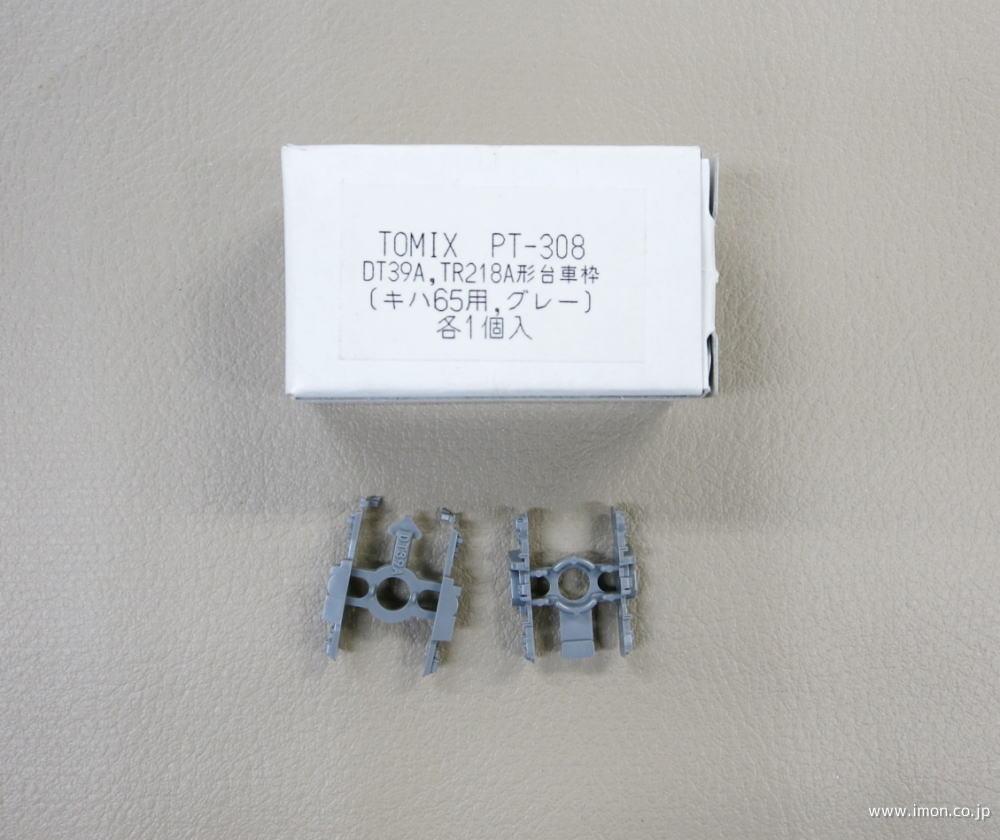 TOMIX PT-308
DT39A,TR218A形台車枠
(キハ65用,グレー)
各1個入
DT39A
www.imon.co.jp